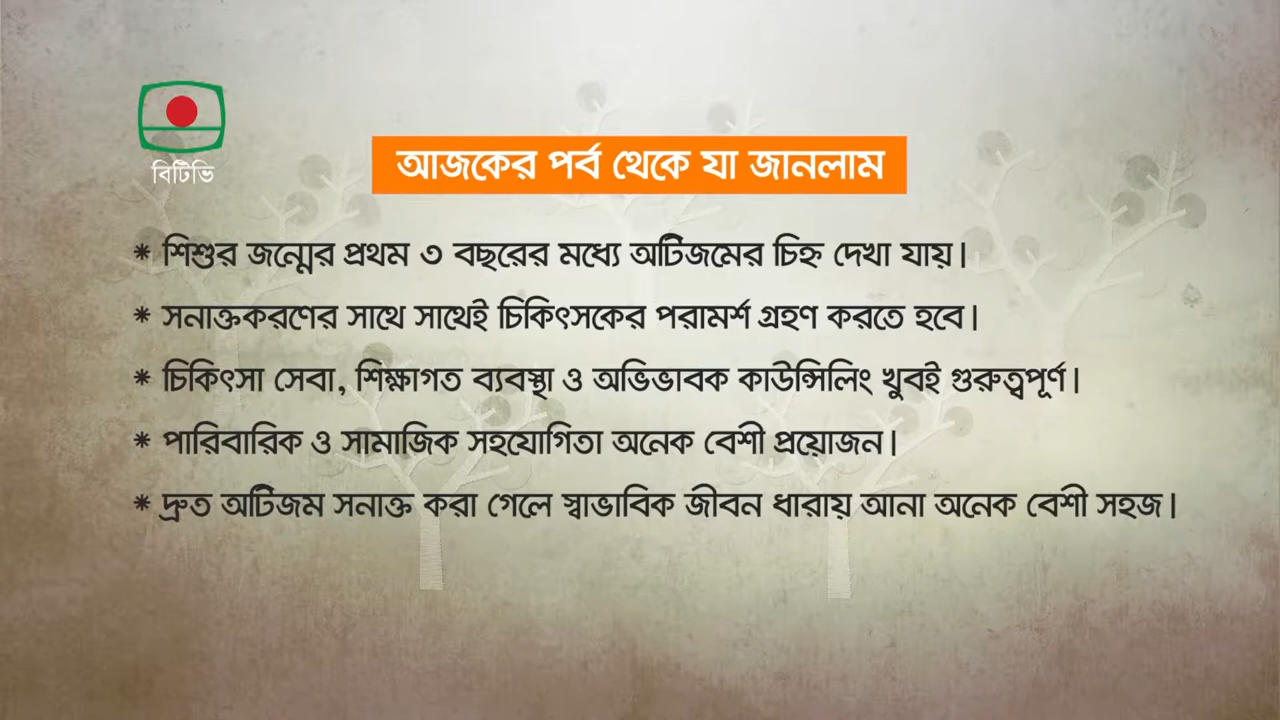 বিটিভি
আজকের পর্ব থেকে যা জানলাম
* শিশুর জন্মের প্রথম ৩ বছরের মধ্যে অটিজমের চিহ্ন দেখা যায়।
* সনাক্তকরণের সাথে সাথেই চিকিৎসকের পরামর্শ গ্রহণ করতে হবে।
* চিকিৎসা সেবা, শিক্ষাগত ব্যবস্থা ও অভিভাবক কাউন্সিলিং খুবই গুরুত্বপূর্ণ।
* পারিবারিক ও সামাজিক সহযোগিতা অনেক বেশী প্রয়োজন।
* দ্রুত অটিজম সনাক্ত করা গেলে স্বাভাবিক জীবন ধারায় আনা অনেক বেশী সহজ।